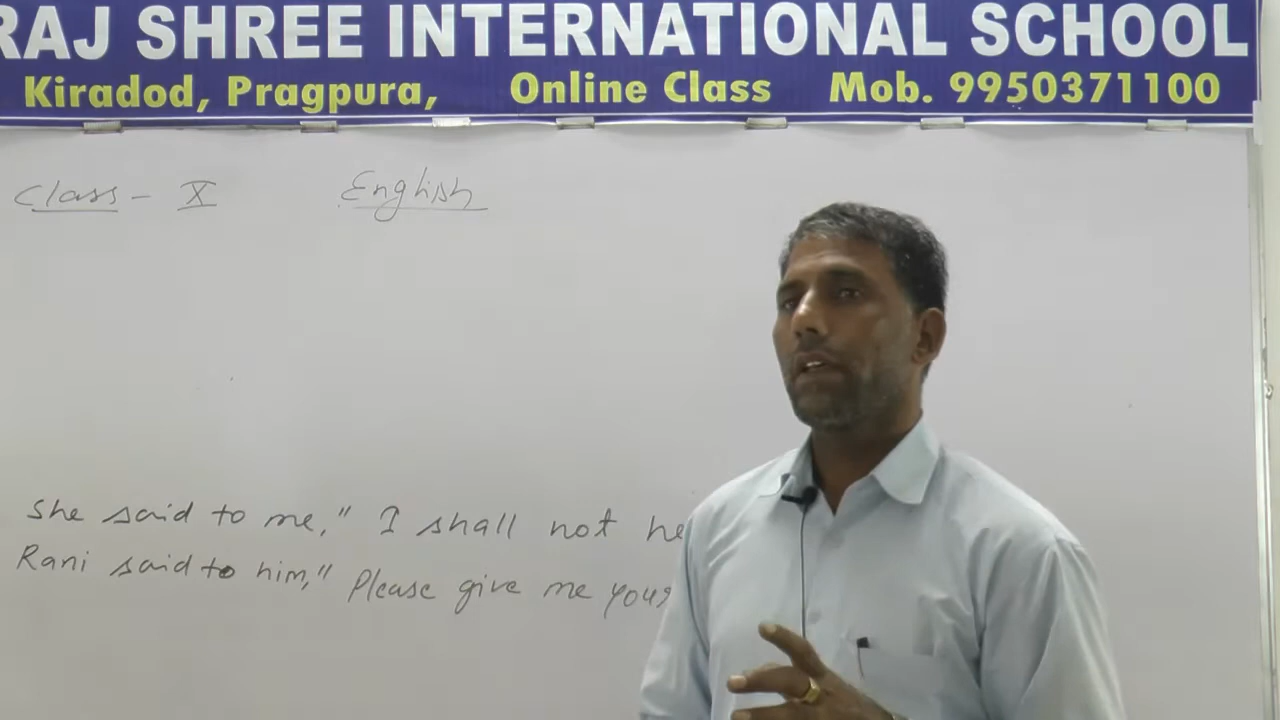 RAJ SHREE INTERNATIONAL SCHOOL
Kiradod, Pragpura, Online Class Mob. 9950371100
Class - X English
She said to me," I shall not he
Rani said to him," Please give me your